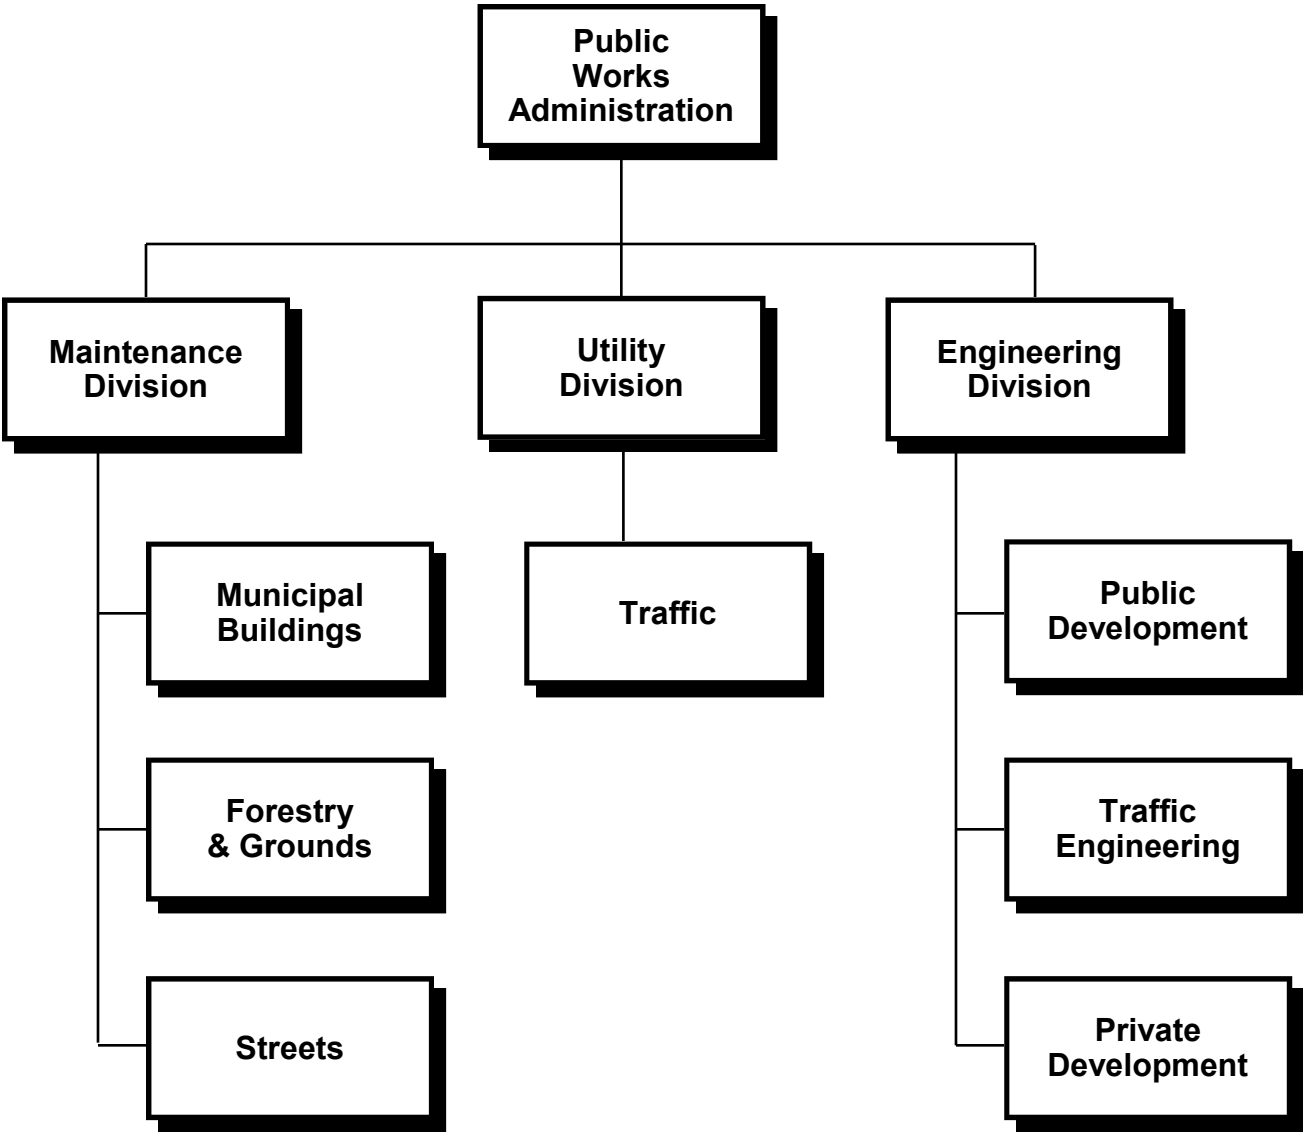 Public
Works
Administration
Maintenance
Division
Utility
Division
Engineering
Division
Municipal
Buildings
Traffic
Public
Development
Forestry
& Grounds
Traffic
Engineering
Streets
Private
Development